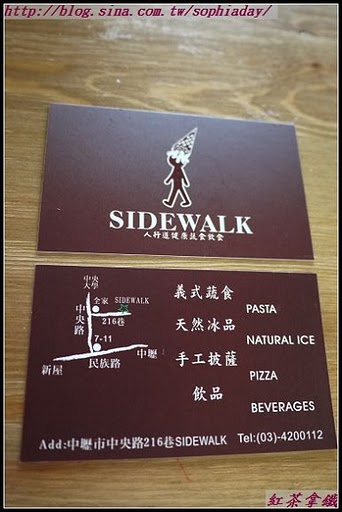 http://blog.sina.com.tw/sophiaday/
SIDEWALK
人行道健康蔬食飲食
中央
大學
全家 SIDEWALK
中央路
216巷
7-11
中壢
新屋
民族路
義式蔬食 PASTA
天然冰品 NATURAL ICE
手工披薩 PIZZA
飲品 BEVERAGES
Add:中壢市中央路216巷SIDEWALK Tel:(03)-4200112
紅茶拿鐵